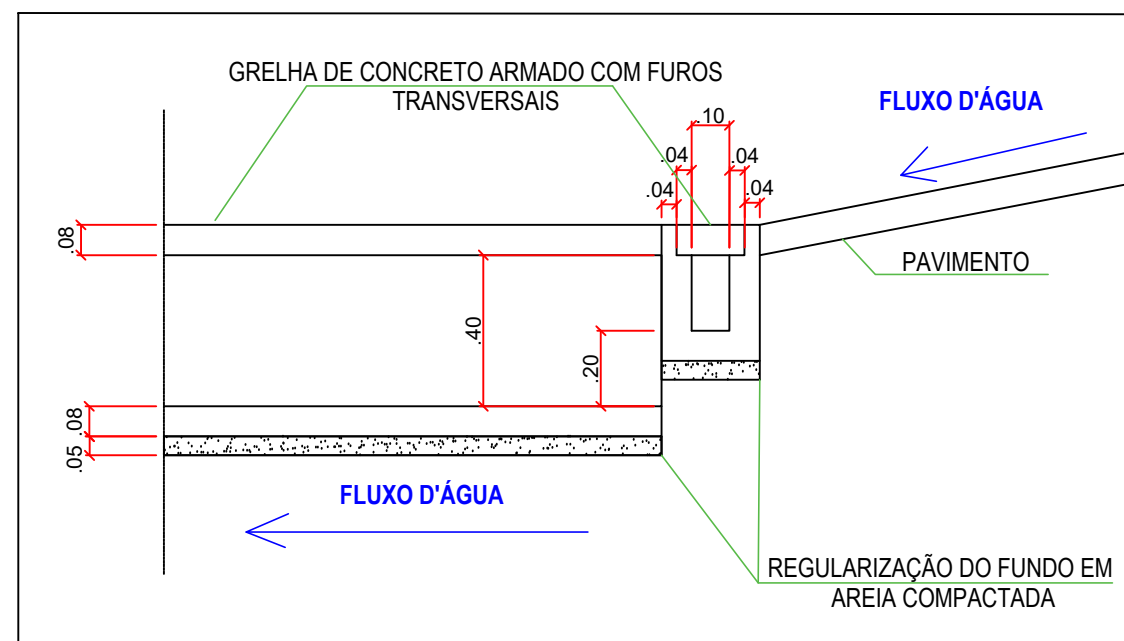 GRELHA DE CONCRETO ARMADO COM FUROS
TRANSVERSAIS
FLUXO D'ÁGUA
.10
.04
.04
.04
.04
.08
PAVIMENTO
.40
.20
.08
.05
FLUXO D'ÁGUA
REGULARIZAÇÃO DO FUNDO EM
AREIA COMPACTADA